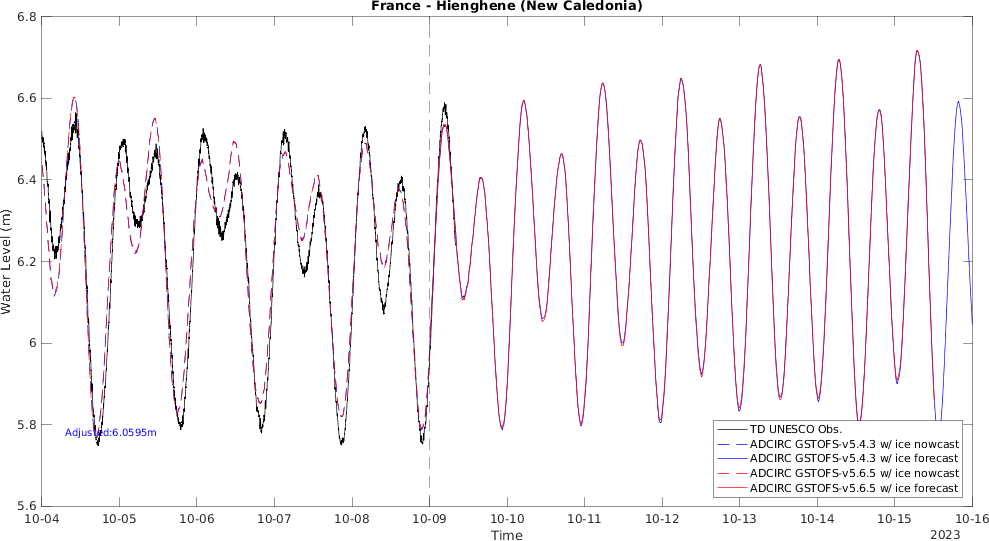 France - Hienghene (New Caledonia)
6.8
6.6
6.4
6.2
6
5.8
5.6
Water Level (m)
Adjusted:6.0595m
TD UNESCO Obs.
ADCIRC GSTOFS-v5.4.3 w/ ice nowcast
ADCIRC GSTOFS-v5.4.3 w/ ice forecast
ADCIRC GSTOFS-v5.6.5 w/ ice nowcast
ADCIRC GSTOFS-v5.6.5 w/ ice forecast
10-04 10-05 10-06 10-07 10-08 10-09 10-10 10-11 10-12 10-13 10-14 10-15 10-16
Time
2023